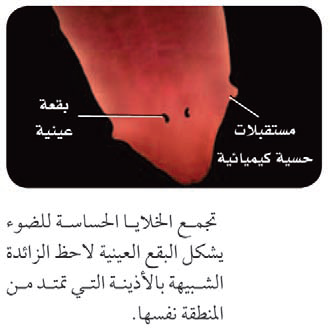 بقعة
عينية
مستقبلات
حسية كيميائية
تجمع الخلايا الحساسة للضوء
يشكل البقع العينية لاحظ الزائدة
الشبيهة بالأذينة التي تمتد من
المنطقة نفسها.